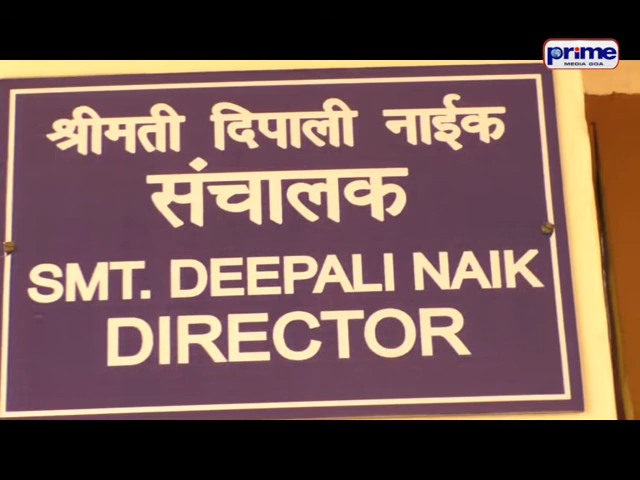 prime
MEDIA GOA
श्रीमती दिपाली नाईक
संचालक
SMT. DEEPALI NAIK
DIRECTOR